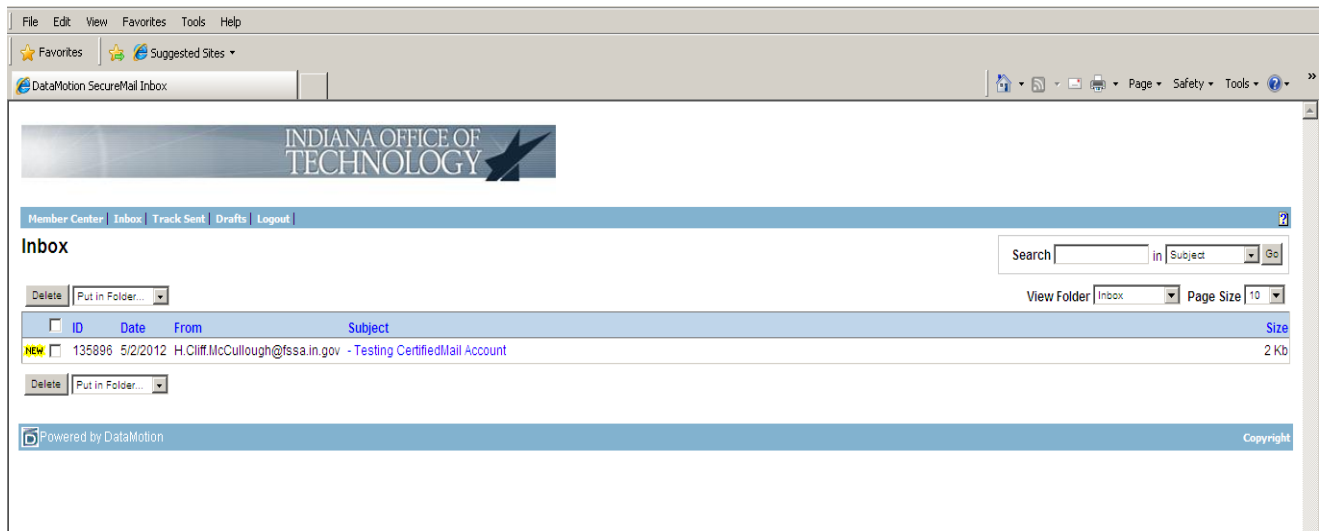 File Edit View Favorites Tools Help
Favorites Suggested Sites
DataMotion SecureMail Inbox Page Safety Tools »
INDIANA OFFICE OF
TECHNOLOGY
Member Center | Inbox | Track Sent | Drafts | Logout | ?
Inbox
Search in Subject Go
Delete Put in Folder... View Folder Inbox Page Size 10
ID Date From Subject Size
NEW 135896 5/2/2012 H.Cliff.McCullough@fssa.in.gov - Testing CertifiedMail Account 2 Kb
Delete Put in Folder...
Powered by DataMotion Copyright